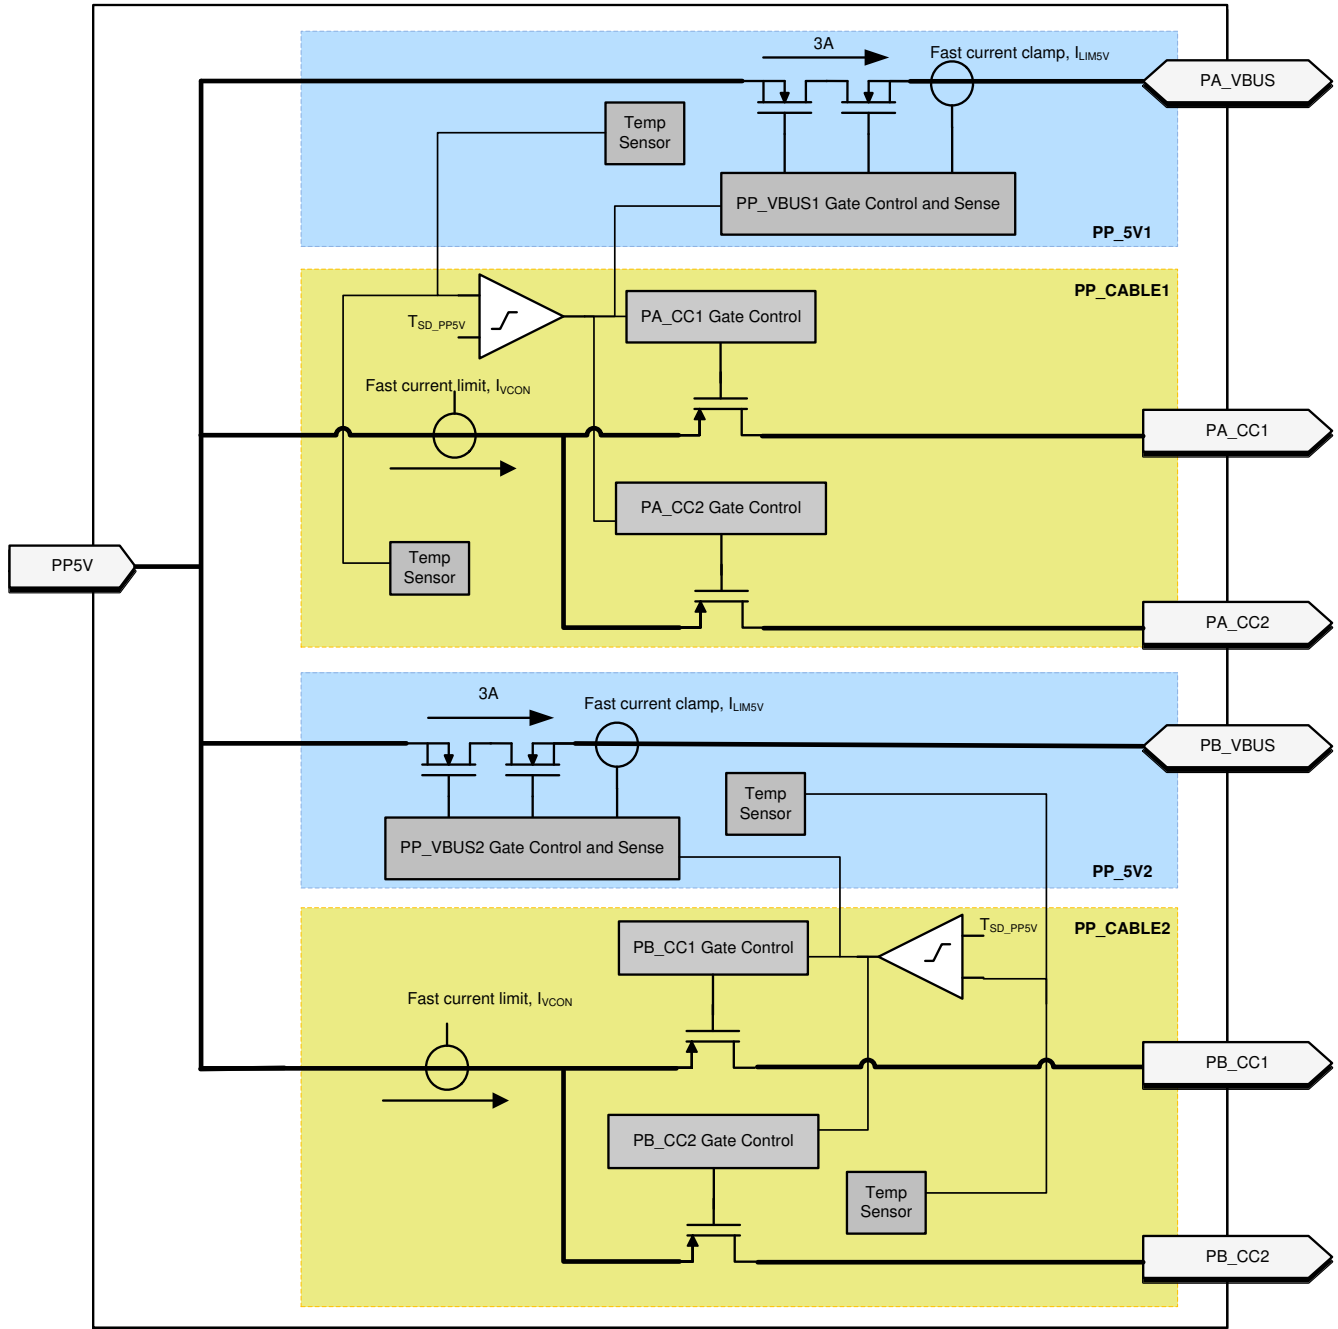 3A
Fast current clamp, ILIM5V
PA_VBUS
Temp
Sensor
PP_VBUS1 Gate Control and Sense
PP_5V1
PP_CABLE1
PA_CC1 Gate Control
TSD_PP5V
Fast current limit, IVCON
PA_CC1
PA_CC2 Gate Control
PP5V
Temp
Sensor
PA_CC2
3A
Fast current clamp, ILIM5V
PB_VBUS
Temp
Sensor
PP_VBUS2 Gate Control and Sense
PP_5V2
TSD_PP5V
PP_CABLE2
PB_CC1 Gate Control
Fast current limit, IVCON
PB_CC1
PB_CC2 Gate Control
Temp
Sensor
PB_CC2